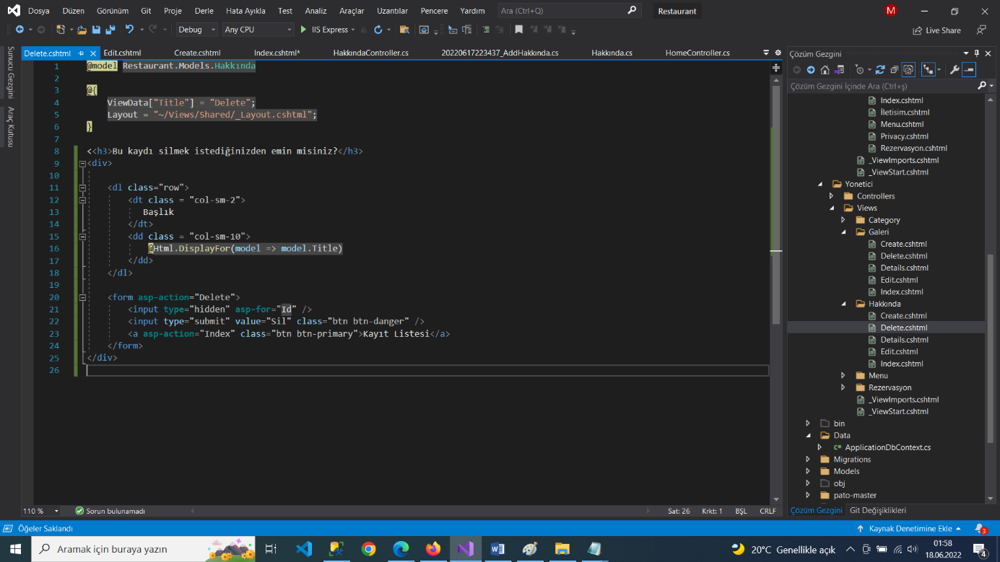 Dosya Düzen Görünüm Git Proje Derle Hata Ayıkla Test Analiz Araçlar Uzantılar Pencere Yardım Ara (Ctrl+Q) Restaurant M
Debug Any CPU IIS Express Live Share
Sunucu Gezgini
Araç Kutusu
Delete.cshtml Edit.cshtml Create.cshtml Index.cshtml* HakkındaController.cs 20220617223437_AddHakkında.cs Hakkında.cs HomeController.cs
1 @model Restaurant.Models.Hakkında
2
3 @{
4 ViewData["Title"] = "Delete";
5 Layout = "~/Views/Shared/_Layout.cshtml";
6 }
7
8 <<h3>Bu kaydı silmek istediğinizden emin misiniz?</h3>
9 <div>
10
11 <dl class="row">
12 <dt class = "col-sm-2">
13 Başlık
14 </dt>
15 <dd class = "col-sm-10">
16 @Html.DisplayFor(model => model.Title)
17 </dd>
18 </dl>
19
20 <form asp-action="Delete">
21 <input type="hidden" asp-for="Id" />
22 <input type="submit" value="Sil" class="btn btn-danger" />
23 <a asp-action="Index" class="btn btn-primary">Kayıt Listesi</a>
24 </form>
25 </div>
26
110 % Sorun bulunamadı Sat: 26 Krkt: 1 BŞL CRLF
Çözüm Gezgini
Çözüm Gezgini İçinde Ara (Ctrl+ş)
Index.cshtml
İletisim.cshtml
Menu.cshtml
Privacy.cshtml
Rezervasyon.cshtml
_ViewImports.cshtml
_ViewStart.cshtml
Yonetici
Controllers
Views
Category
Galeri
Create.cshtml
Delete.cshtml
Details.cshtml
Edit.cshtml
Index.cshtml
Hakkında
Create.cshtml
Delete.cshtml
Details.cshtml
Edit.cshtml
Index.cshtml
Menu
Rezervasyon
_ViewImports.cshtml
_ViewStart.cshtml
bin
Data
C# ApplicationDbContext.cs
Migrations
Models
obj
pato-master
Çözüm Gezgini Git Değişiklikleri
Öğeler Saklandı Kaynak Denetimine Ekle 3
Aramak için buraya yazın 20°C Genellikle açık 01:58
18.06.2022 4